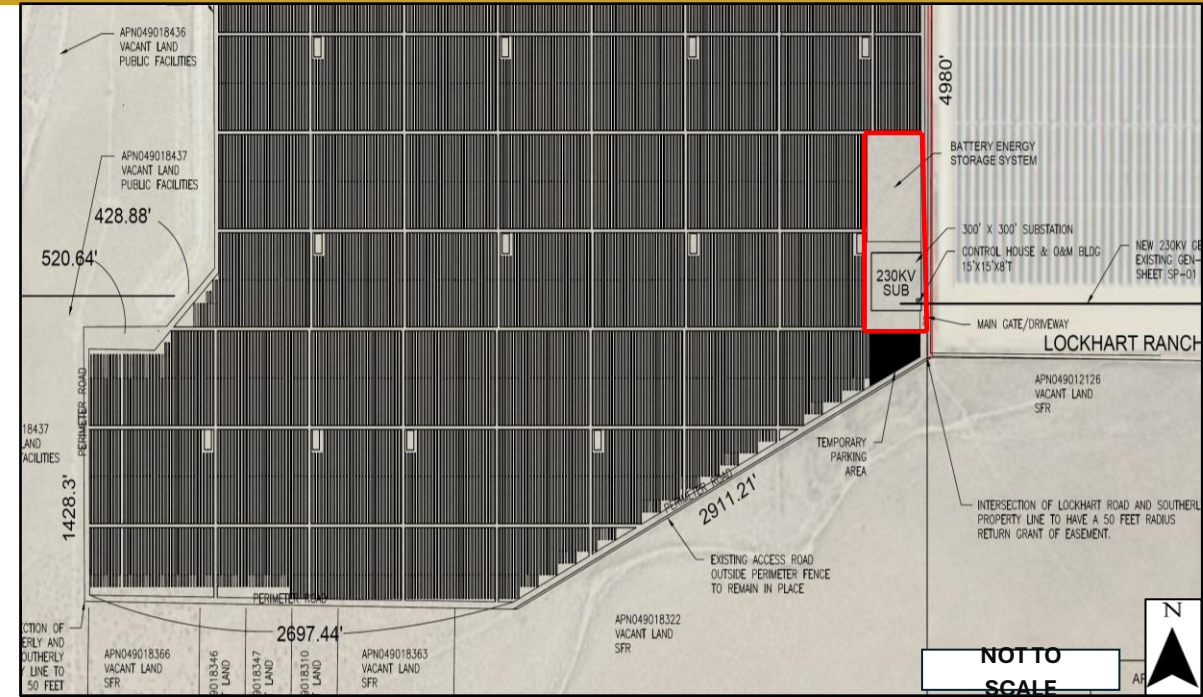 APN049018436
VACANT LAND
PUBLIC FACILITIES
APN049018437
VACANT LAND
PUBLIC FACILITIES
428.88'
520.64'
4980'
BATTERY ENERGY
STORAGE SYSTEM
300' X 300' SUBSTATION
CONTROL HOUSE & O&M BLDG
15'X15'X8'T
NEW 230KV GE
EXISTING GEN-
SHEET SP-01
230KV
SUB
MAIN GATE/DRIVEWAY
LOCKHART RANCH
APN049012126
VACANT LAND
SFR
PERIMETER ROAD
18437
LAND
ACILITIES
1428.3'
TEMPORARY
PARKING
AREA
PERIMETER ROAD
2911.21'
INTERSECTION OF LOCKHART ROAD AND SOUTHERL
PROPERTY LINE TO HAVE A 50 FEET RADIUS
RETURN GRANT OF EASEMENT.
EXISTING ACCESS ROAD
OUTSIDE PERIMETER FENCE
TO REMAIN IN PLACE
PERIMETER ROAD
2697.44'
CTION OF
ERLY AND
OUTHERLY
Y LINE TO
50 FEET
APN049018366
VACANT LAND
SFR
9018346
LAND
9018347
LAND
9018310
LAND
APN049018363
VACANT LAND
SFR
APN049018322
VACANT LAND
SFR
NOT TO
SCALE
N